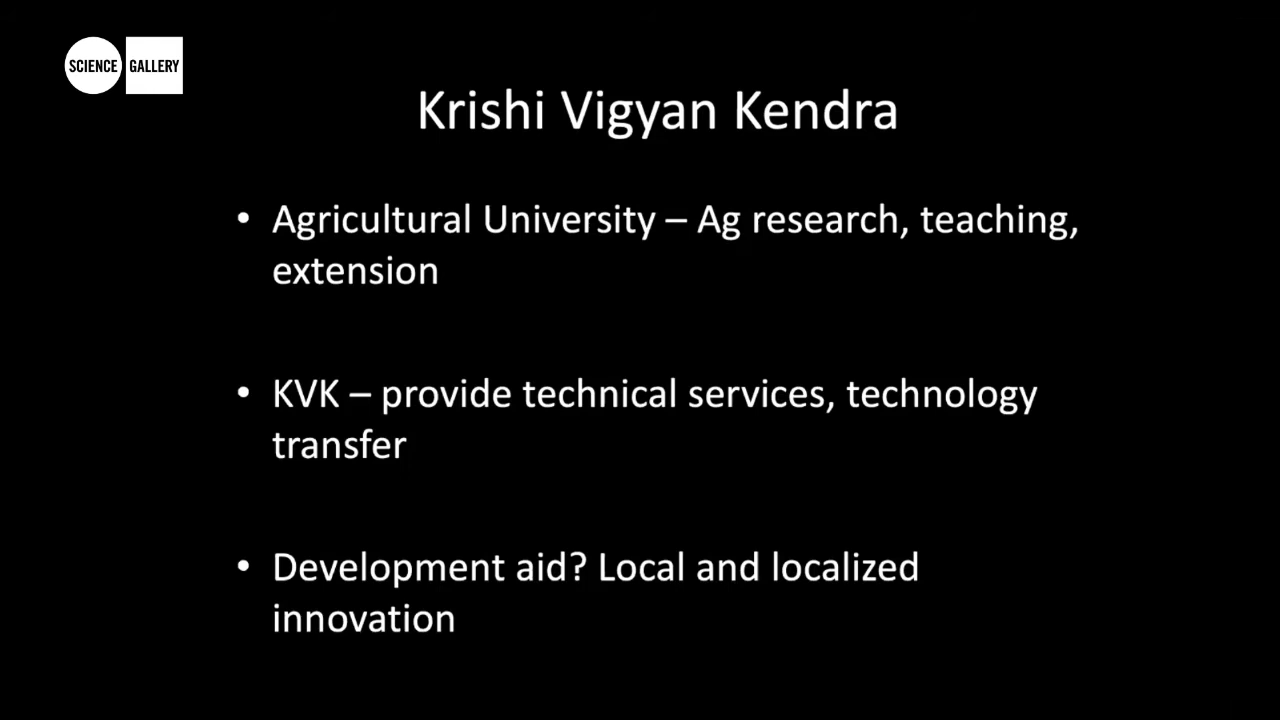 SCIENCE GALLERY
Krishi Vigyan Kendra
• Agricultural University – Ag research, teaching,
extension
• KVK – provide technical services, technology
transfer
• Development aid? Local and localized
innovation